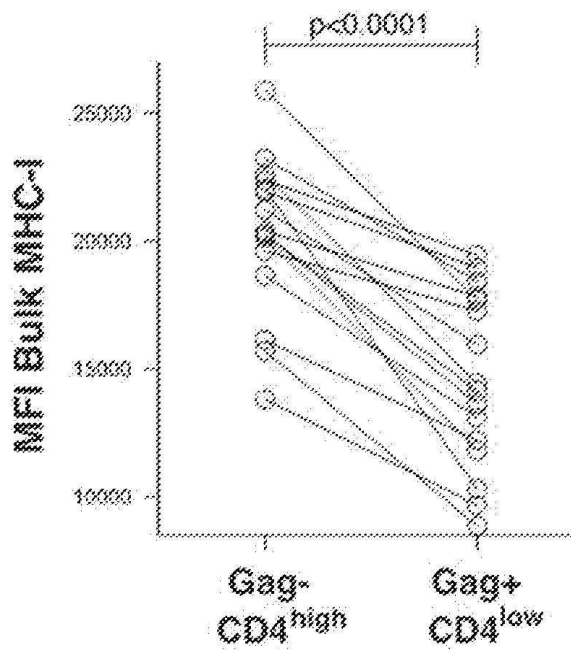 p<0.0001
25000
20000
15000
10000
MFI Bulk MHC-I
Gag-
CD4high
Gag+
CD4low